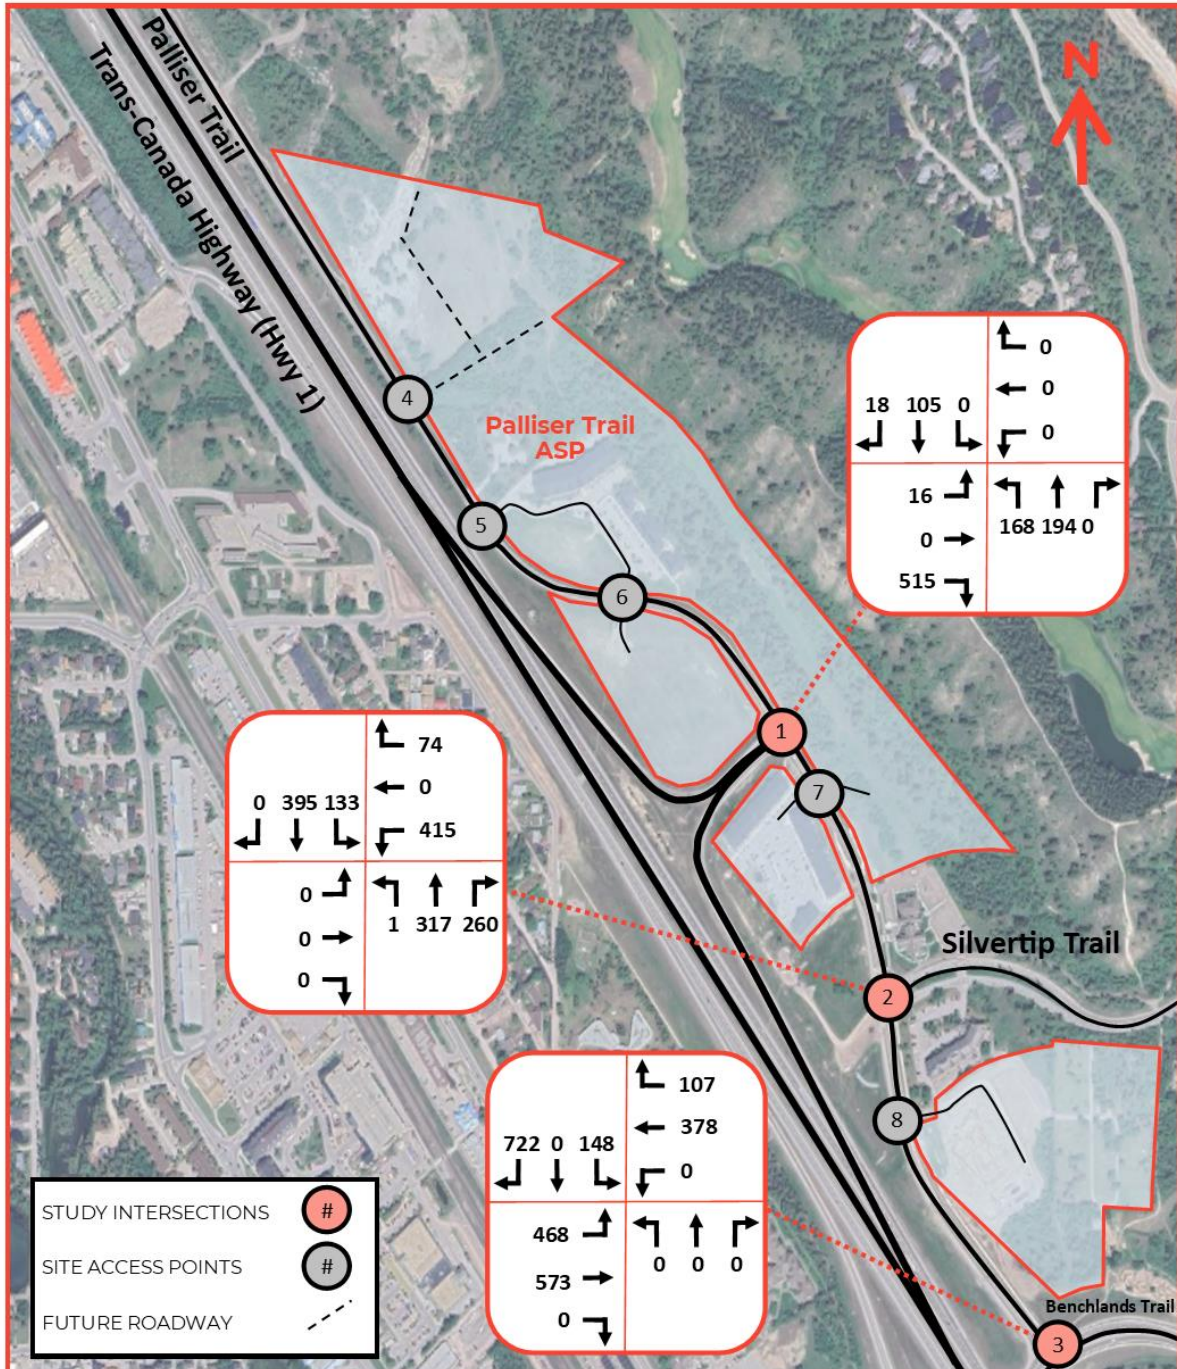 Palliser Trail
Trans-Canada Highway (Hwy 1)
N
Palliser Trail
ASP
4
5
6
1
7
2
8
3
0
0
18 105 0
0
16
168 194 0
0
515
74
0
0 395 133
415
0
1 317 260
0
0
Silvertip Trail
107
378
722 0 148
0
468
0 0 0
573
0
Benchlands Trail
STUDY INTERSECTIONS #
SITE ACCESS POINTS #
FUTURE ROADWAY